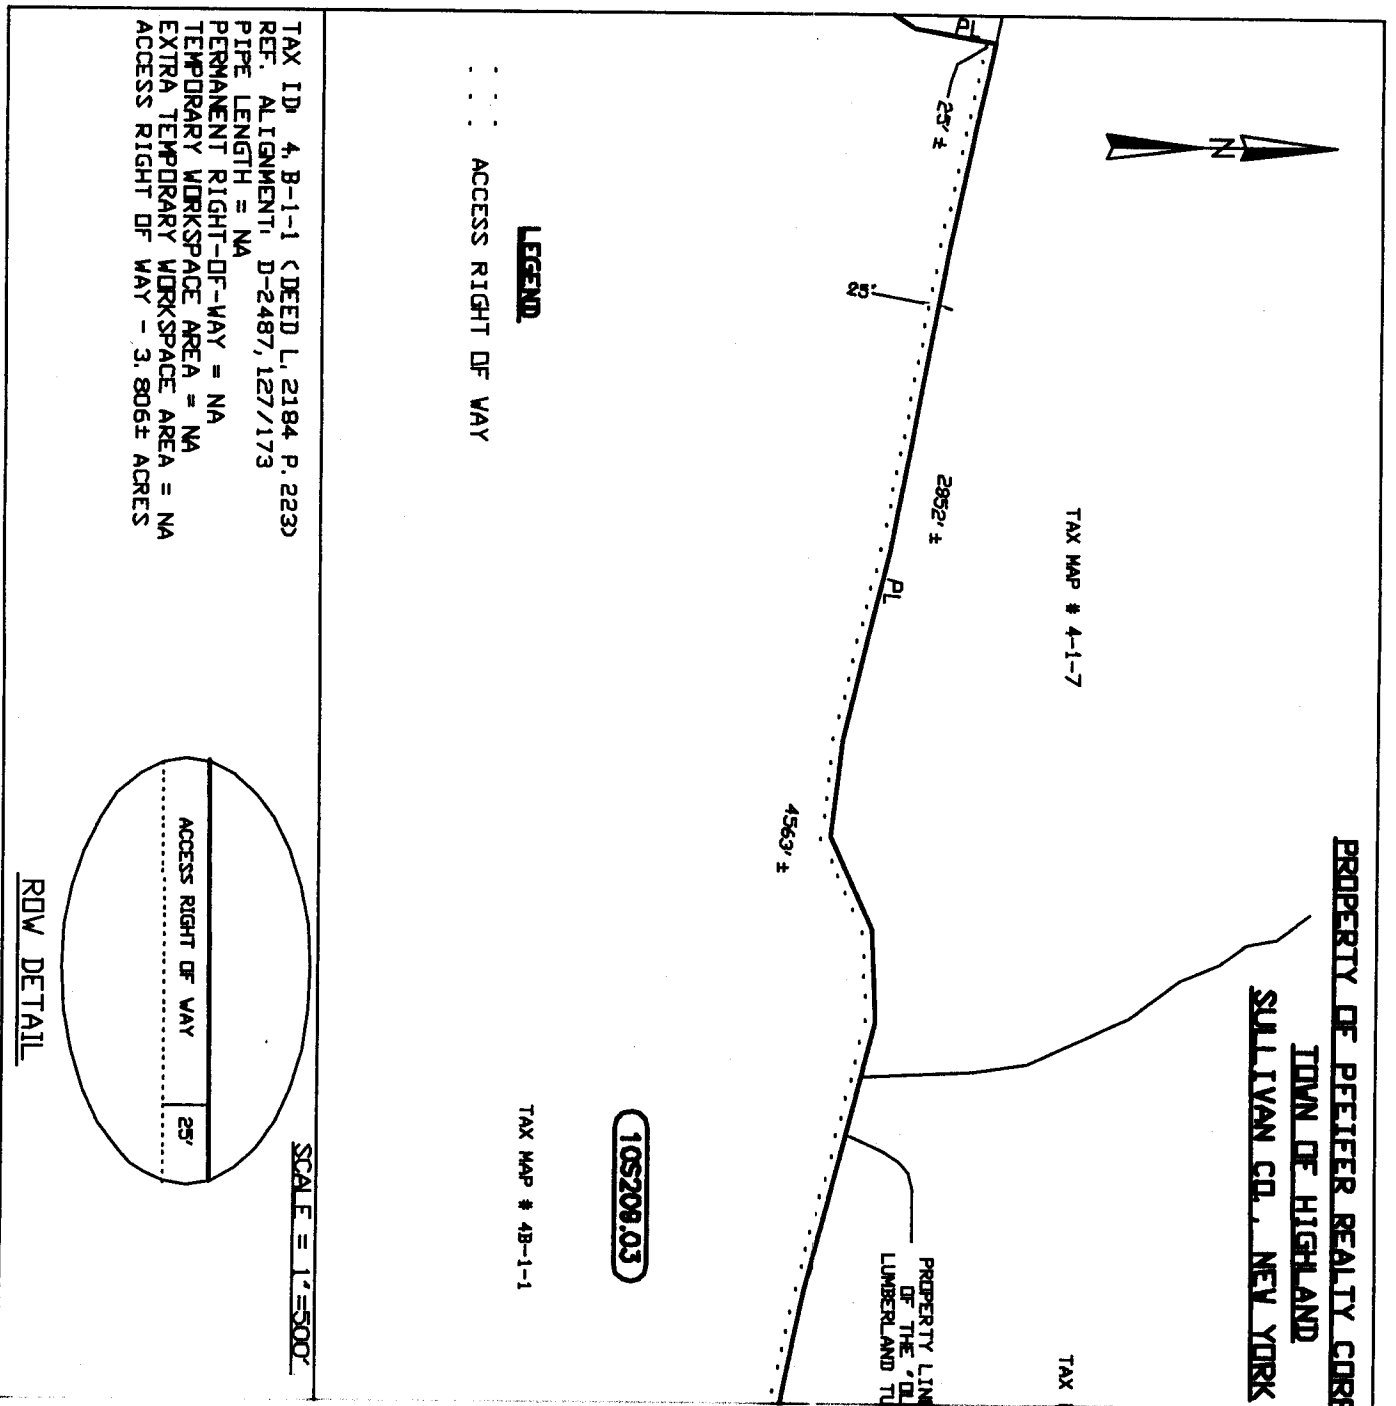 PROPERTY OF PFEIFER REALTY CORP
TOWN OF HIGHLAND
SULLIVAN CO., NEW YORK
N
PL
25' ±
25'
2852' ±
PL
TAX MAP # 4-1-7
4563' ±
TAX
PROPERTY LIN
OF THE "OL
LUMBERLAND TU
10S209.03
TAX MAP # 4B-1-1
LEGEND
ACCESS RIGHT OF WAY
SCALE = 1"=500'
TAX ID: 4. B-1-1 (DEED L. 2184 P. 223)
REF. ALIGNMENT: D-2487, 127/173
PIPE LENGTH = NA
PERMANENT RIGHT-OF-WAY = NA
TEMPORARY WORKSPACE AREA = NA
EXTRA TEMPORARY WORKSPACE AREA = NA
ACCESS RIGHT OF WAY - 3.806± ACRES
ACCESS RIGHT OF WAY
25'
ROW DETAIL